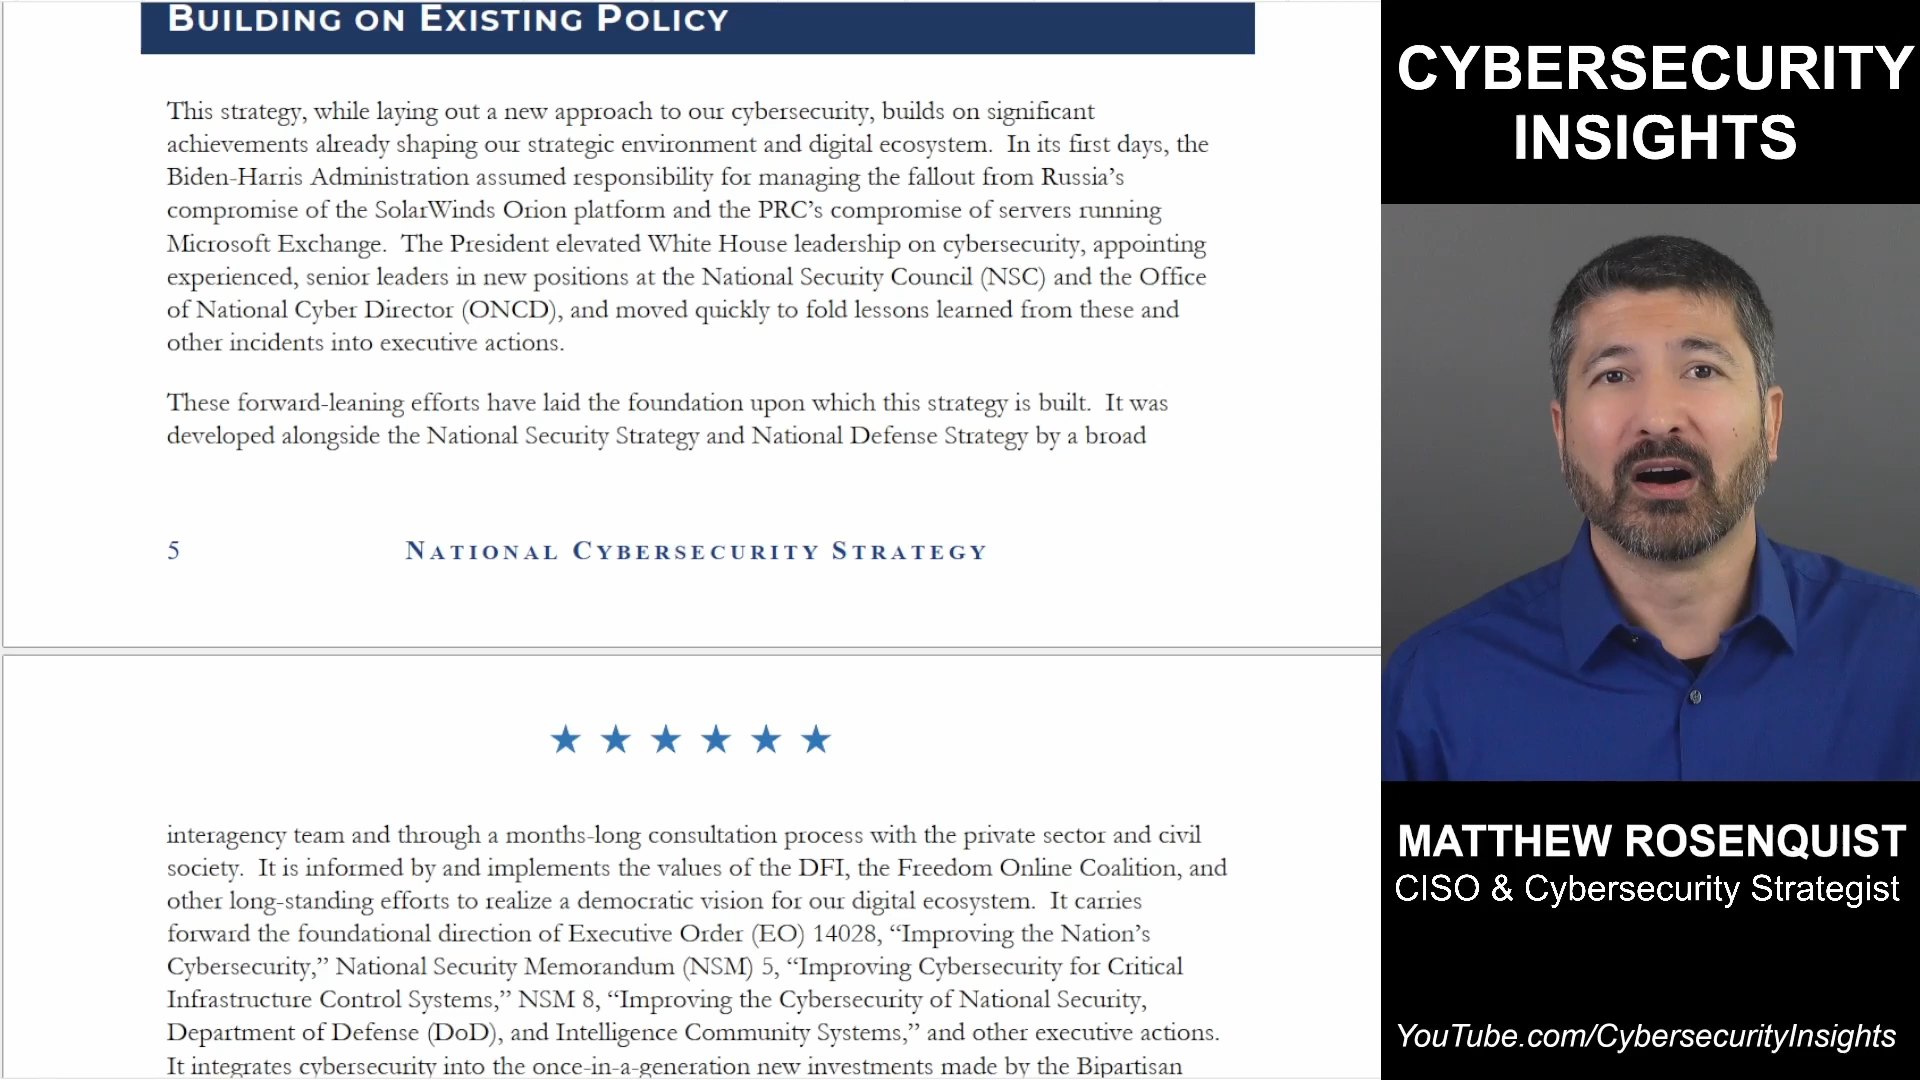 BUILDING ON EXISTING POLICY
This strategy, while laying out a new approach to our cybersecurity, builds on significant
achievements already shaping our strategic environment and digital ecosystem.  In its first days, the
Biden-Harris Administration assumed responsibility for managing the fallout from Russia’s
compromise of the SolarWinds Orion platform and the PRC’s compromise of servers running
Microsoft Exchange.  The President elevated White House leadership on cybersecurity, appointing
experienced, senior leaders in new positions at the National Security Council (NSC) and the Office
of National Cyber Director (ONCD), and moved quickly to fold lessons learned from these and
other incidents into executive actions.
These forward-leaning efforts have laid the foundation upon which this strategy is built.  It was
developed alongside the National Security Strategy and National Defense Strategy by a broad
5 NATIONAL CYBERSECURITY STRATEGY
interagency team and through a months-long consultation process with the private sector and civil
society.  It is informed by and implements the values of the DFI, the Freedom Online Coalition, and
other long-standing efforts to realize a democratic vision for our digital ecosystem.  It carries
forward the foundational direction of Executive Order (EO) 14028, “Improving the Nation’s
Cybersecurity,” National Security Memorandum (NSM) 5, “Improving Cybersecurity for Critical
Infrastructure Control Systems,” NSM 8, “Improving the Cybersecurity of National Security,
Department of Defense (DoD), and Intelligence Community Systems,” and other executive actions.
It integrates cybersecurity into the once-in-a-generation new investments made by the Bipartisan
CYBERSECURITY
INSIGHTS
MATTHEW ROSENQUIST
CISO & Cybersecurity Strategist
YouTube.com/CybersecurityInsights